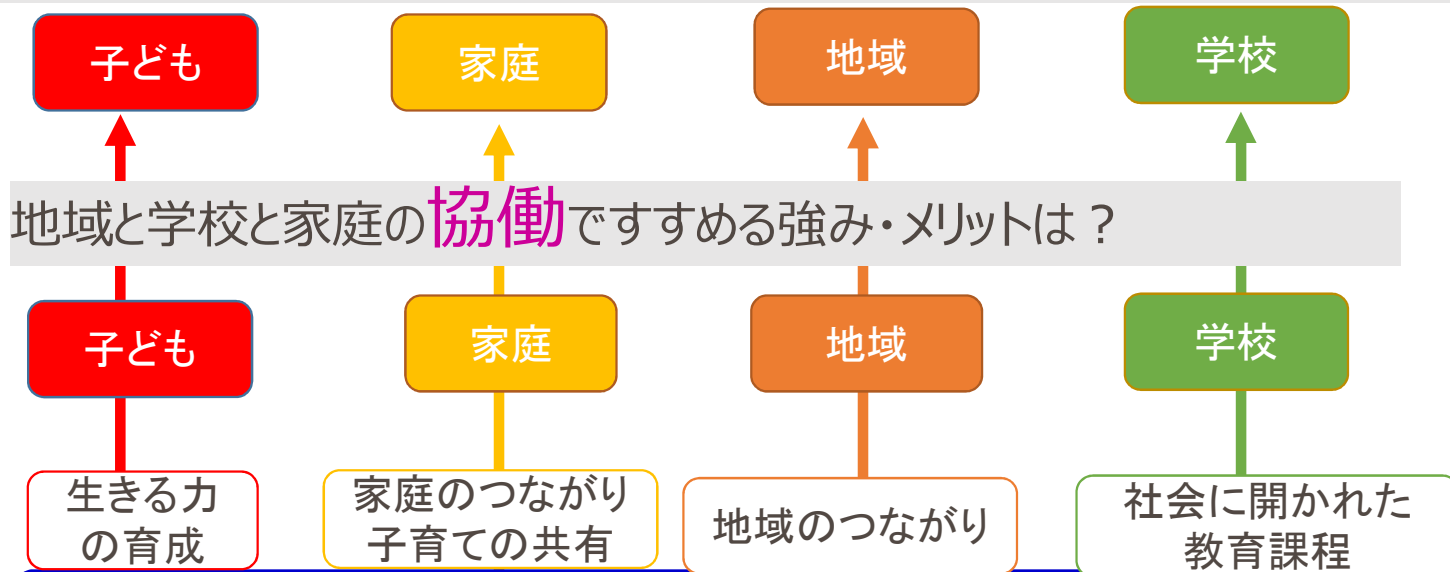 子ども
家庭
地域
学校
地域と学校と家庭の協働ですすめる強み・メリットは？
子ども
家庭
地域
学校
生きる力
の育成
家庭のつながり
子育ての共有
地域のつながり
社会に開かれた
教育課程